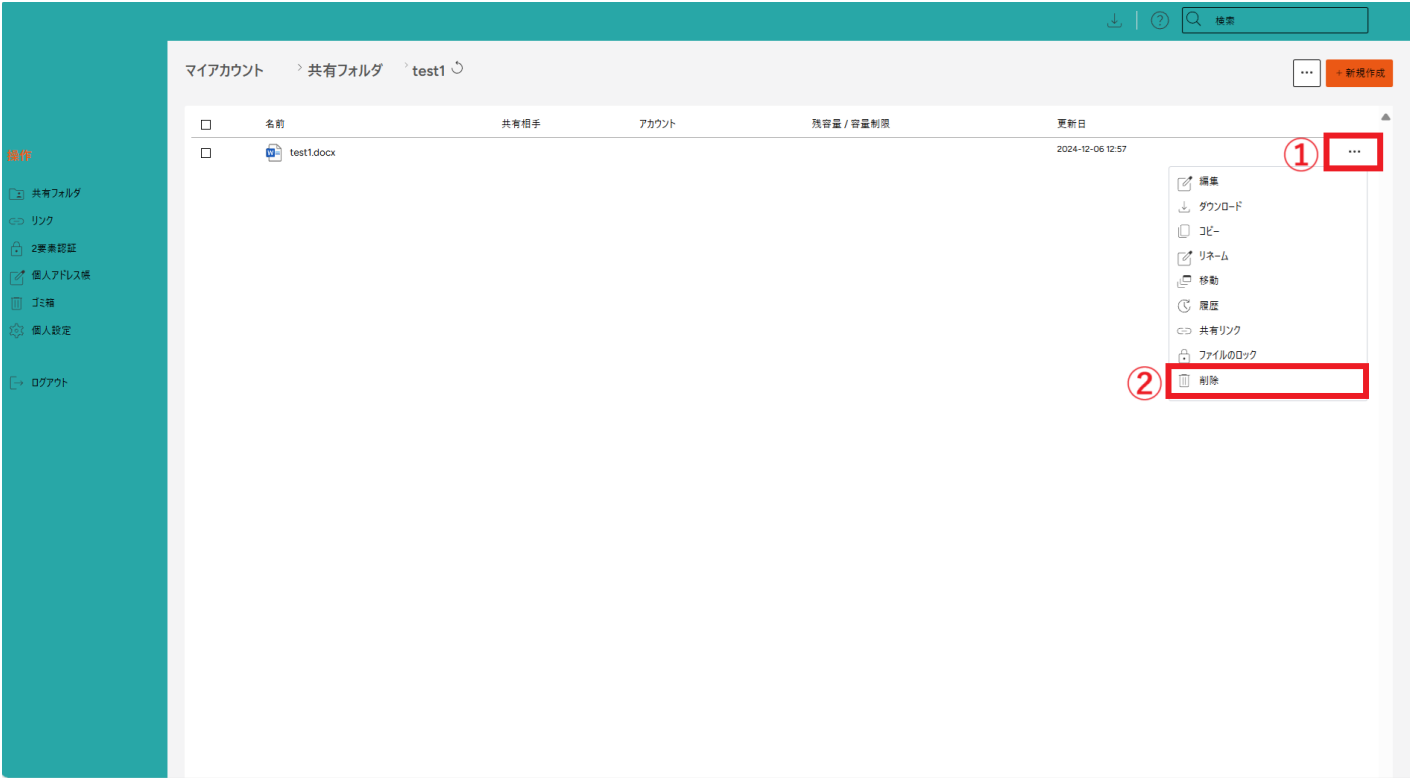 検索
マイアカウント > 共有フォルダ > test1
... + 新規作成
名前 共有相手 アカウント 残容量 / 容量制限 更新日
test1.docx 2024-12-06 12:57 ① ...
操作
共有フォルダ
リンク
2要素認証
個人アドレス帳
ゴミ箱
個人設定
ログアウト
編集
ダウンロード
コピー
リネーム
移動
履歴
共有リンク
ファイルのロック
② 削除